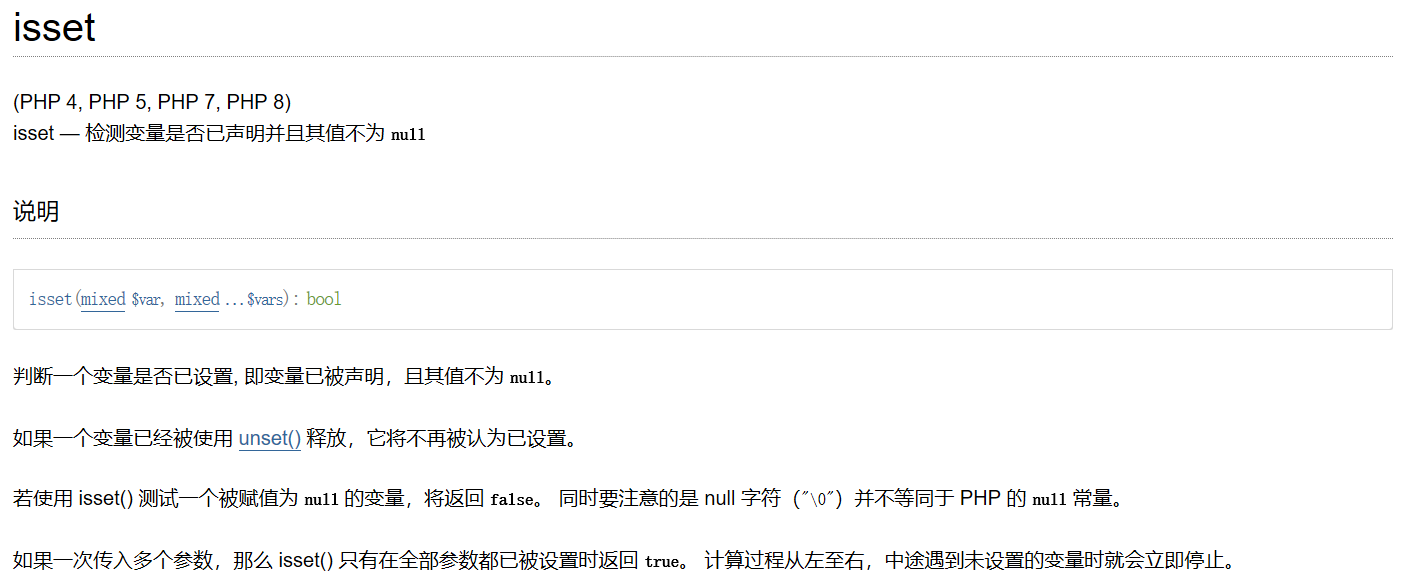 isset
(PHP 4, PHP 5, PHP 7, PHP 8)
isset — 检测变量是否已声明并且其值不为 null
说明
isset(mixed $var, mixed ...$vars): bool
判断一个变量是否已设置, 即变量已被声明，且其值不为 null。
如果一个变量已经被使用 unset() 释放，它将不再被认为已设置。
若使用 isset() 测试一个被赋值为 null 的变量，将返回 false。 同时要注意的是 null 字符（"\0"）并不等同于 PHP 的 null 常量。
如果一次传入多个参数，那么 isset() 只有在全部参数都已被设置时返回 true。 计算过程从左至右，中途遇到未设置的变量时就会立即停止。